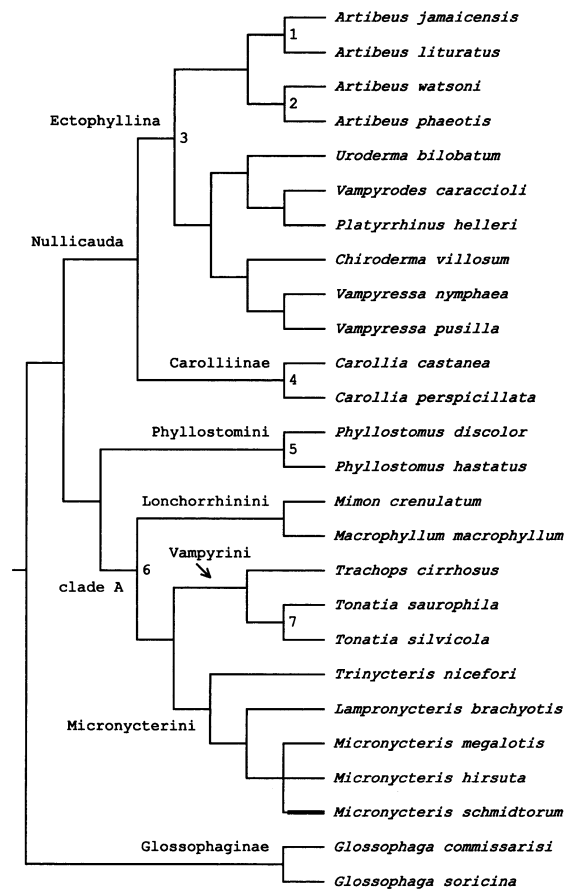 Artibeus jamaicensis
1
Artibeus lituratus
Artibeus watsoni
2
Artibeus phaeotis
Ectophyllina
3
Uroderma bilobatum
Vampyrodes caraccioli
Platyrrhinus helleri
Nullicauda
Chiroderma villosum
Vampyressa nymphaea
Vampyressa pusilla
Carolliinae
Carollia castanea
4
Carollia perspicillata
Phyllostomini
Phyllostomus discolor
5
Phyllostomus hastatus
Lonchorrhinini
Mimon crenulatum
Macrophyllum macrophyllum
Vampyrini
6
clade A
Trachops cirrhosus
Tonatia saurophila
7
Tonatia silvicola
Trinycteris nicefori
Micronycterini
Lampronycteris brachyotis
Micronycteris megalotis
Micronycteris hirsuta
Micronycteris schmidtorum
Glossophaginae
Glossophaga commissarisi
Glossophaga soricina